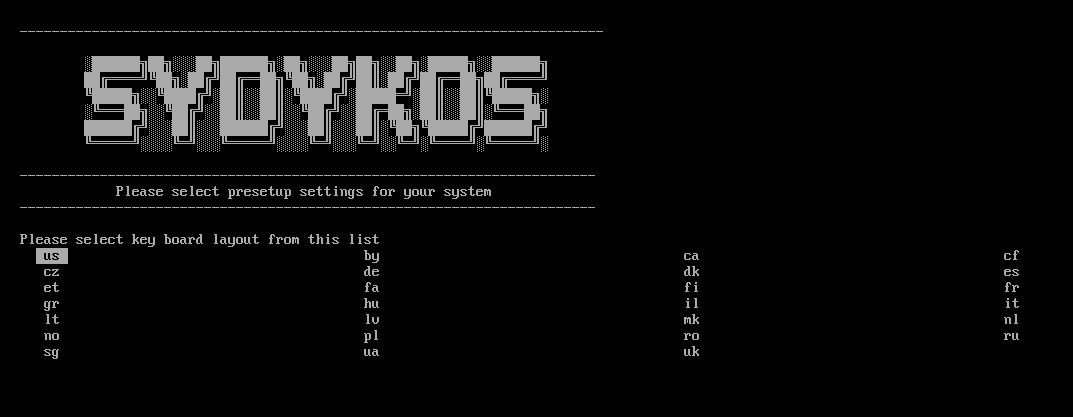 SYDYKOS
Please select presetup settings for your system
Please select key board layout from this list
us by ca cf
cz de dk es
et fa fi fr
gr hu il it
lt lv mk nl
no pl ro ru
sg ua uk